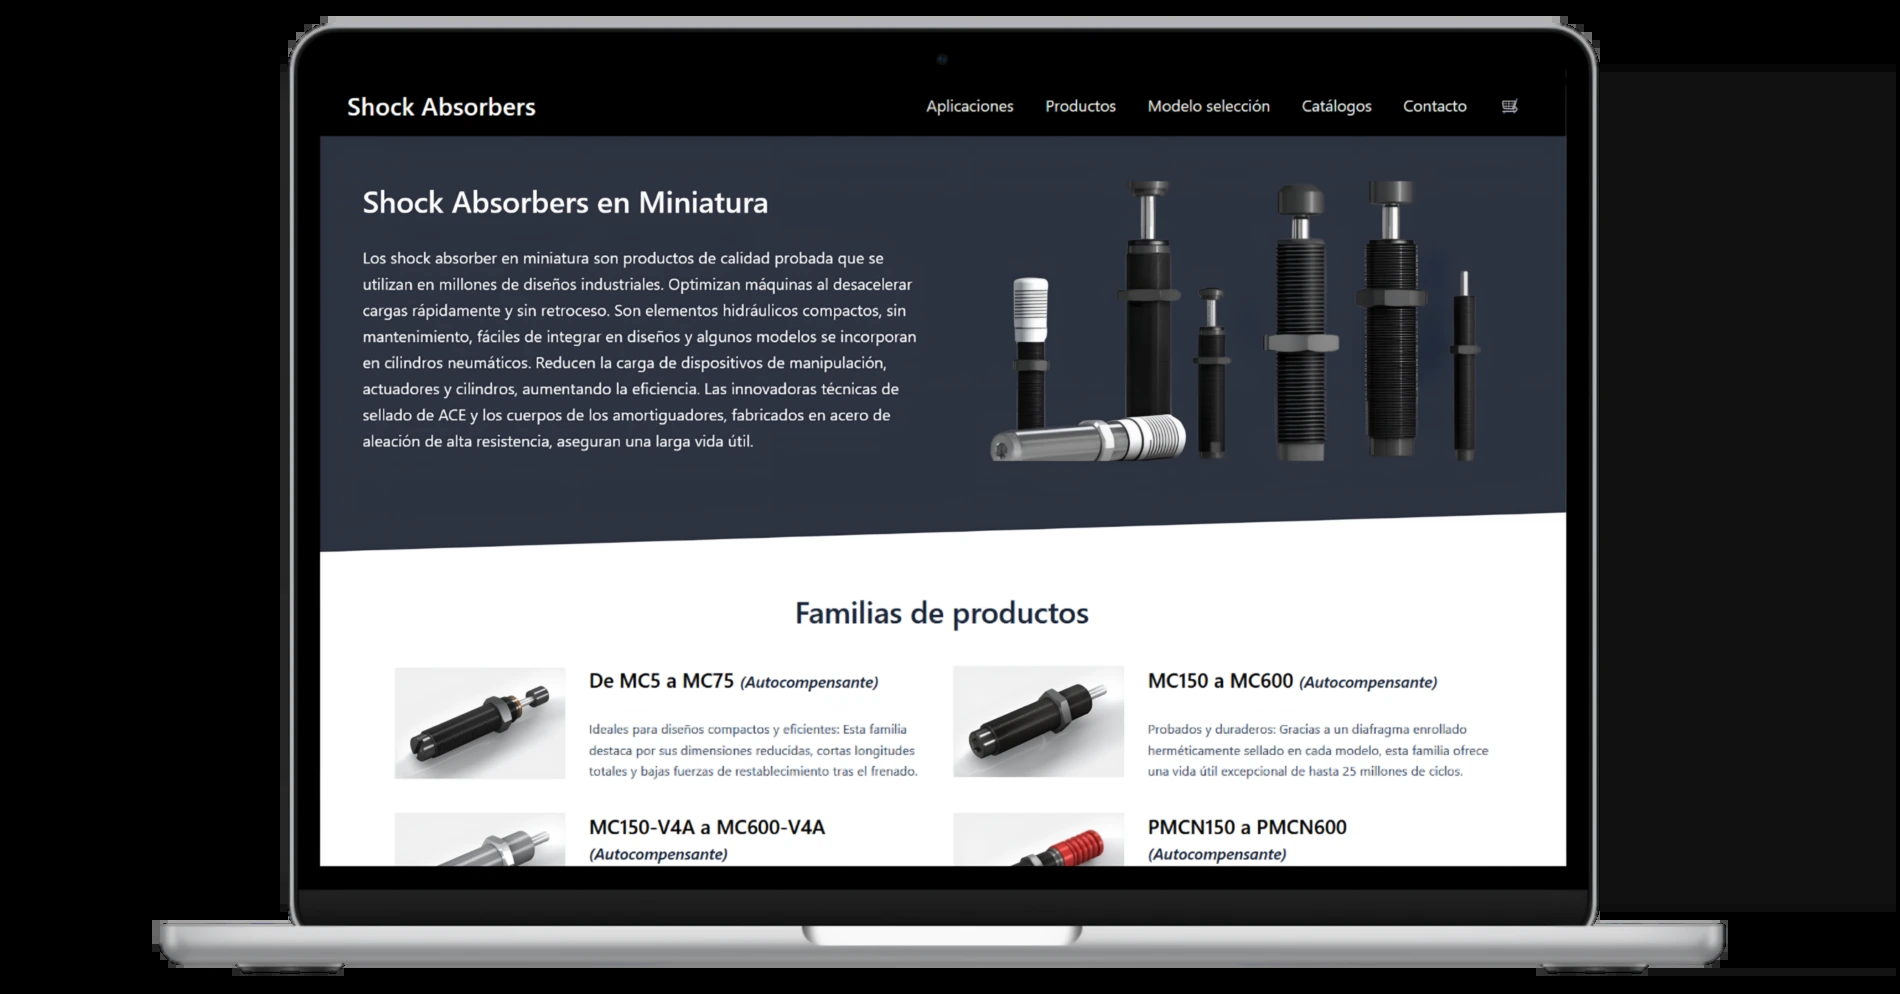 Shock Absorbers
Aplicaciones Productos Modelo selección Catálogos Contacto
Shock Absorbers en Miniatura
Los shock absorber en miniatura son productos de calidad probada que se
utilizan en millones de diseños industriales. Optimizan máquinas al desacelerar
cargas rápidamente y sin retroceso. Son elementos hidráulicos compactos, sin
mantenimiento, fáciles de integrar en diseños y algunos modelos se incorporan
en cilindros neumáticos. Reducen la carga de dispositivos de manipulación,
actuadores y cilindros, aumentando la eficiencia. Las innovadoras técnicas de
sellado de ACE y los cuerpos de los amortiguadores, fabricados en acero de
aleación de alta resistencia, aseguran una larga vida útil.
Familias de productos
De MC5 a MC75 (Autocompensante)
Ideales para diseños compactos y eficientes: Esta familia
destaca por sus dimensiones reducidas, cortas longitudes
totales y bajas fuerzas de restablecimiento tras el frenado.
MC150 a MC600 (Autocompensante)
Probados y duraderos: Gracias a un diafragma enrollado
herméticamente sellado en cada modelo, esta familia ofrece
una vida útil excepcional de hasta 25 millones de ciclos.
MC150-V4A a MC600-V4A
(Autocompensante)
PMCN150 a PMCN600
(Autocompensante)